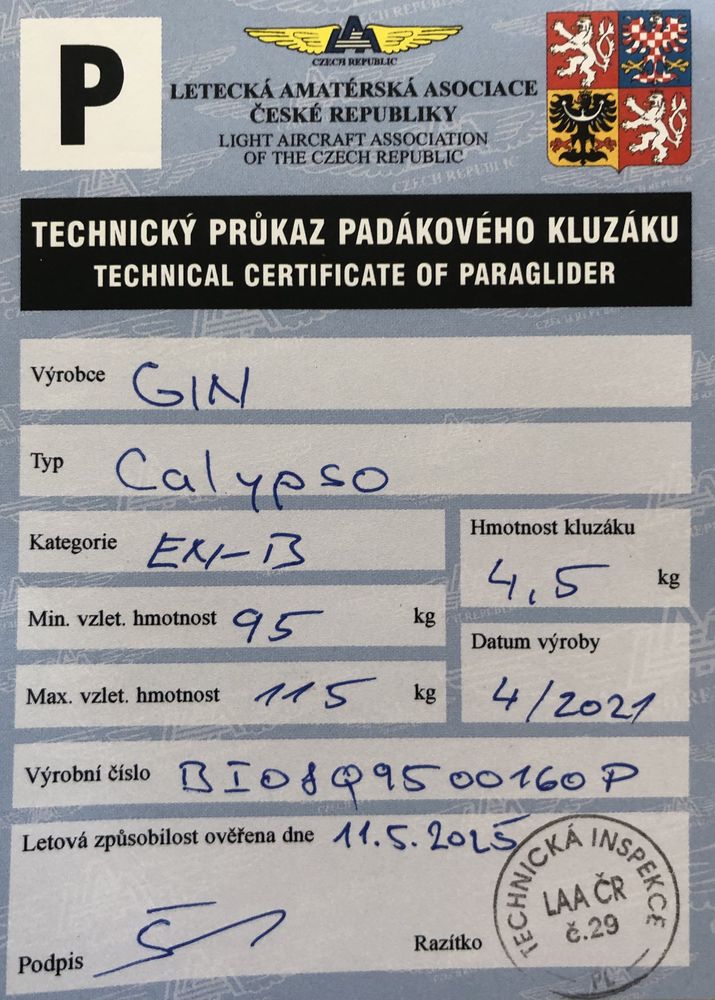 P
CZECH REPUBLIC
LETECKÁ AMATÉRSKÁ ASOCIACE
ČESKÉ REPUBLIKY
LIGHT AIRCRAFT ASSOCIATION
OF THE CZECH REPUBLIC
TECHNICKÝ PRŮKAZ PADÁKOVÉHO KLUZÁKU
TECHNICAL CERTIFICATE OF PARAGLIDER
Výrobce GIN
Typ Calypso
Kategorie EN-B
Hmotnost kluzáku
4,5 kg
Min. vzlet. hmotnost 95 kg
Datum výroby
4/2021
Max. vzlet. hmotnost 115 kg
Výrobní číslo
Letová způsobilost ověřena dne 11.5.2025
TECHNICKÁ INSPEKCE
LAA ČR
č.29
Podpis
Razítko